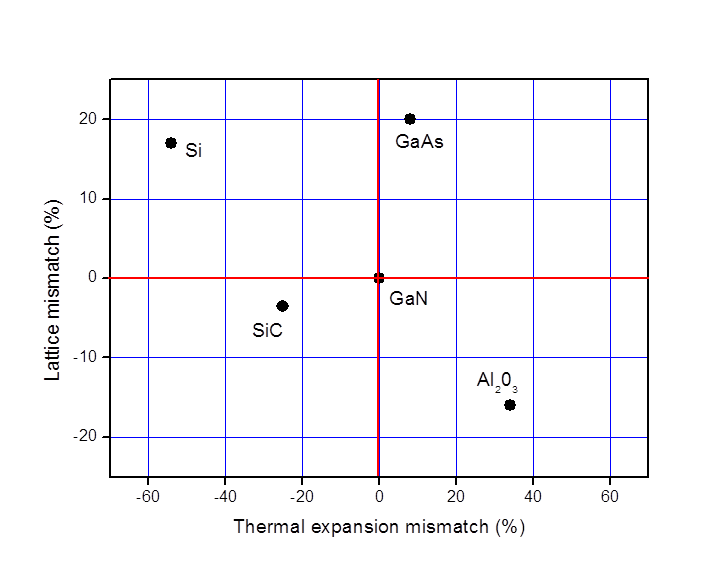 20
10
0
-10
-20
Lattice mismatch (%)
Si
GaAs
GaN
SiC
Al₂0₃
-60 -40 -20 0 20 40 60
Thermal expansion mismatch (%)